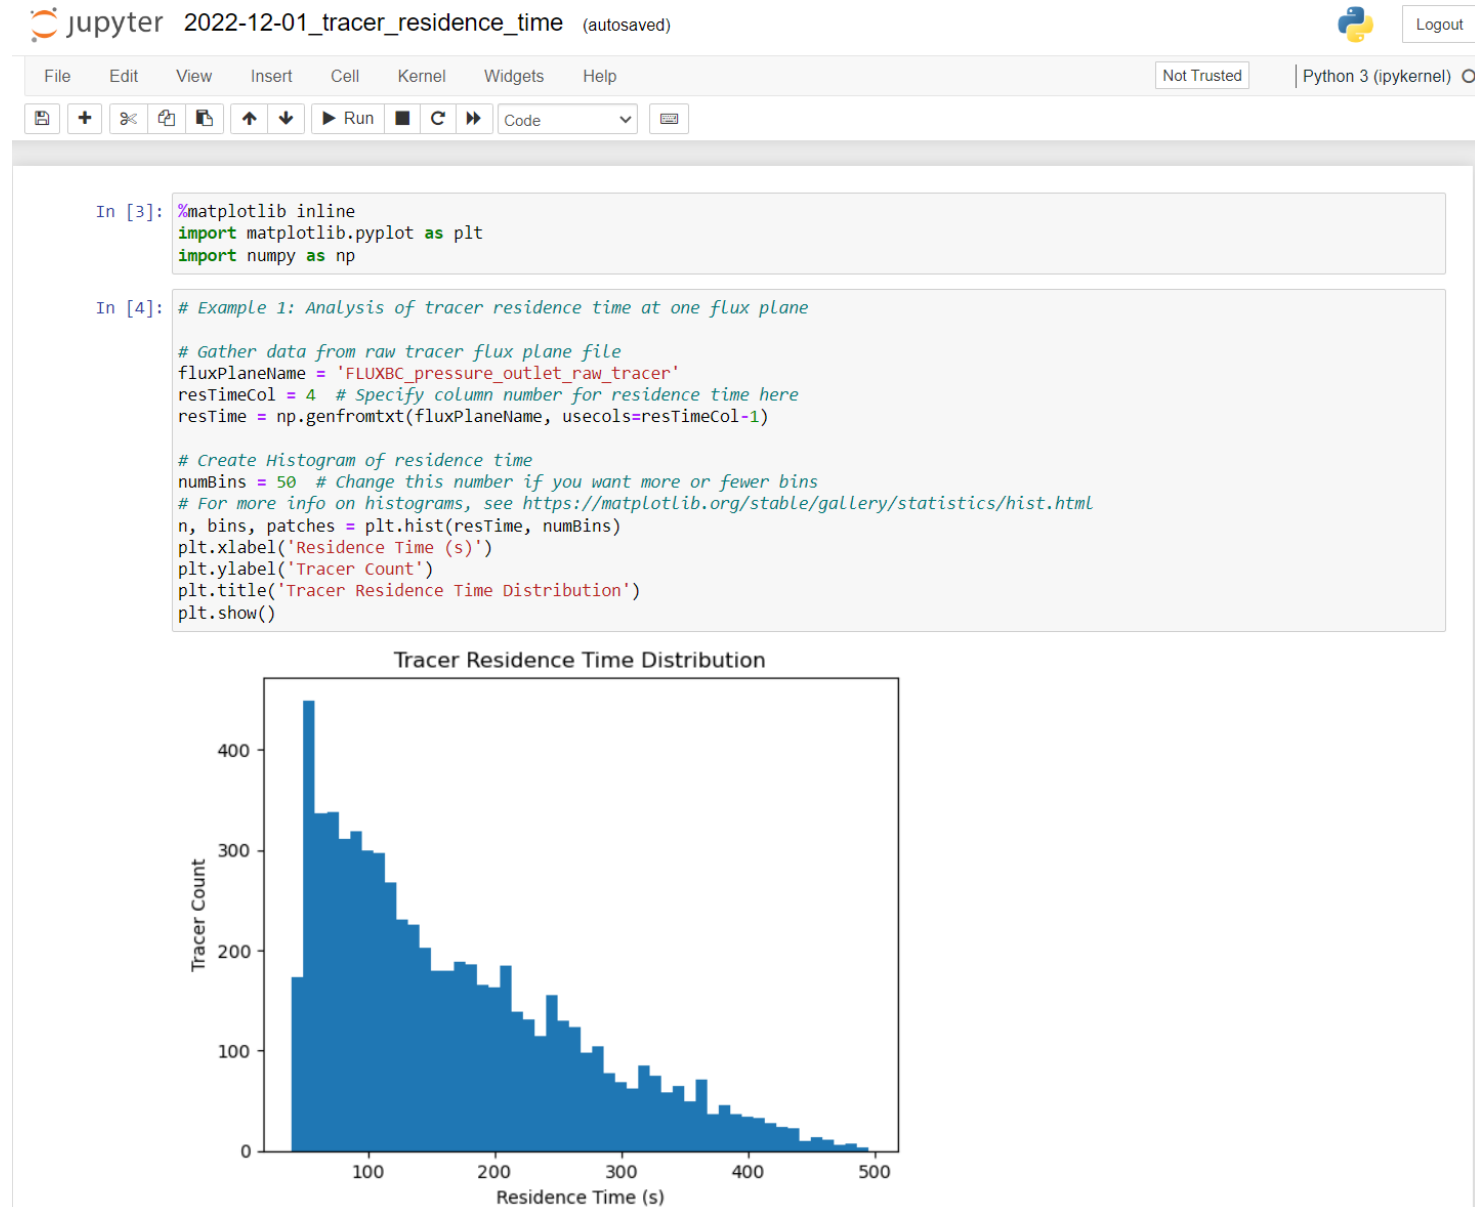 jupyter 2022-12-01_tracer_residence_time (autosaved)
Logout
File Edit View Insert Cell Kernel Widgets Help
Not Trusted
Python 3 (ipykernel)
Run
Code
In [3]: %matplotlib inline
import matplotlib.pyplot as plt
import numpy as np
In [4]: # Example 1: Analysis of tracer residence time at one flux plane
# Gather data from raw tracer flux plane file
fluxPlaneName = 'FLUXBC_pressure_outlet_raw_tracer'
resTimeCol = 4  # Specify column number for residence time here
resTime = np.genfromtxt(fluxPlaneName, usecols=resTimeCol-1)
# Create Histogram of residence time
numBins = 50  # Change this number if you want more or fewer bins
# For more info on histograms, see https://matplotlib.org/stable/gallery/statistics/hist.html
n, bins, patches = plt.hist(resTime, numBins)
plt.xlabel('Residence Time (s)')
plt.ylabel('Tracer Count')
plt.title('Tracer Residence Time Distribution')
plt.show()
Tracer Residence Time Distribution
Tracer Count
400
300
200
100
0
100 200 300 400 500
Residence Time (s)